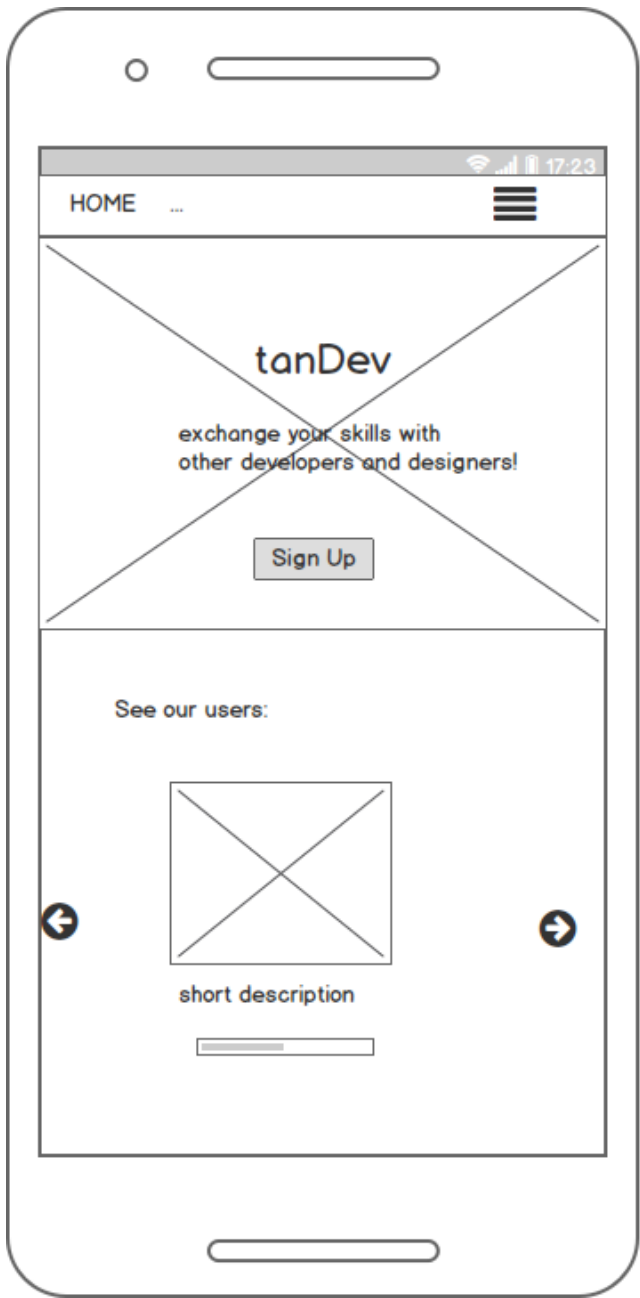 17:23
HOME ...
tanDev
exchange your skills with
other developers and designers!
Sign Up
See our users:
short description